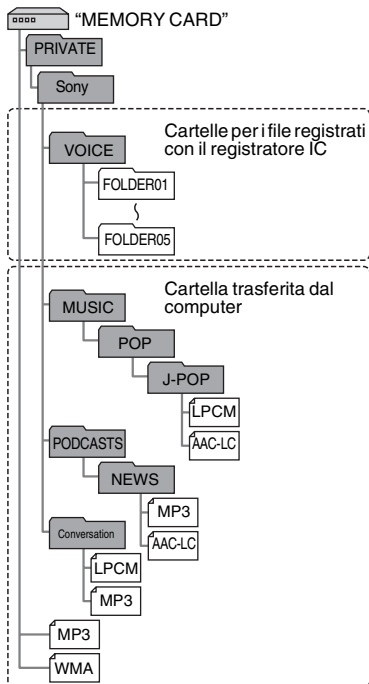 “MEMORY CARD”
PRIVATE
Sony
Cartelle per i file registrati
con il registratore IC
VOICE
FOLDER01
FOLDER05
Cartella trasferita dal
computer
MUSIC
POP
J-POP
LPCM
AAC-LC
PODCASTS
NEWS
MP3
AAC-LC
Conversation
LPCM
MP3
MP3
WMA